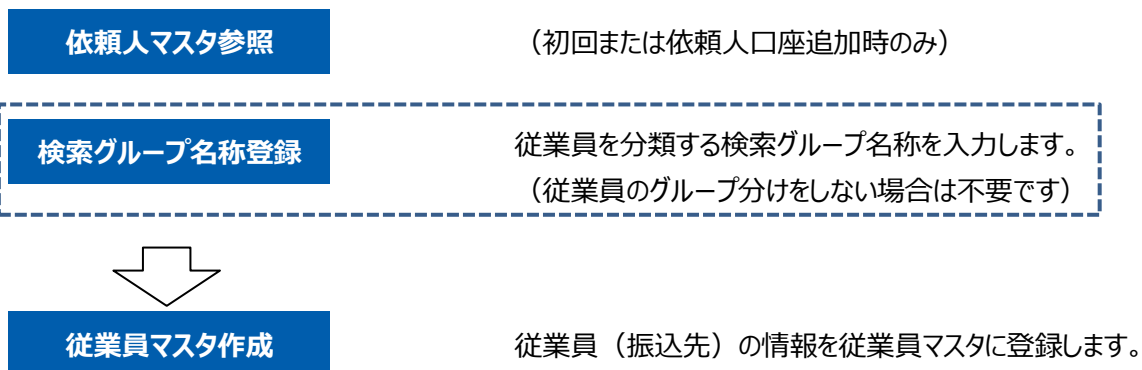 依頼人マスタ参照
（初回または依頼人口座追加時のみ）
検索グループ名称登録
従業員を分類する検索グループ名称を入力します。
（従業員のグループ分けをしない場合は不要です）
従業員マスタ作成
従業員（振込先）の情報を従業員マスタに登録します。